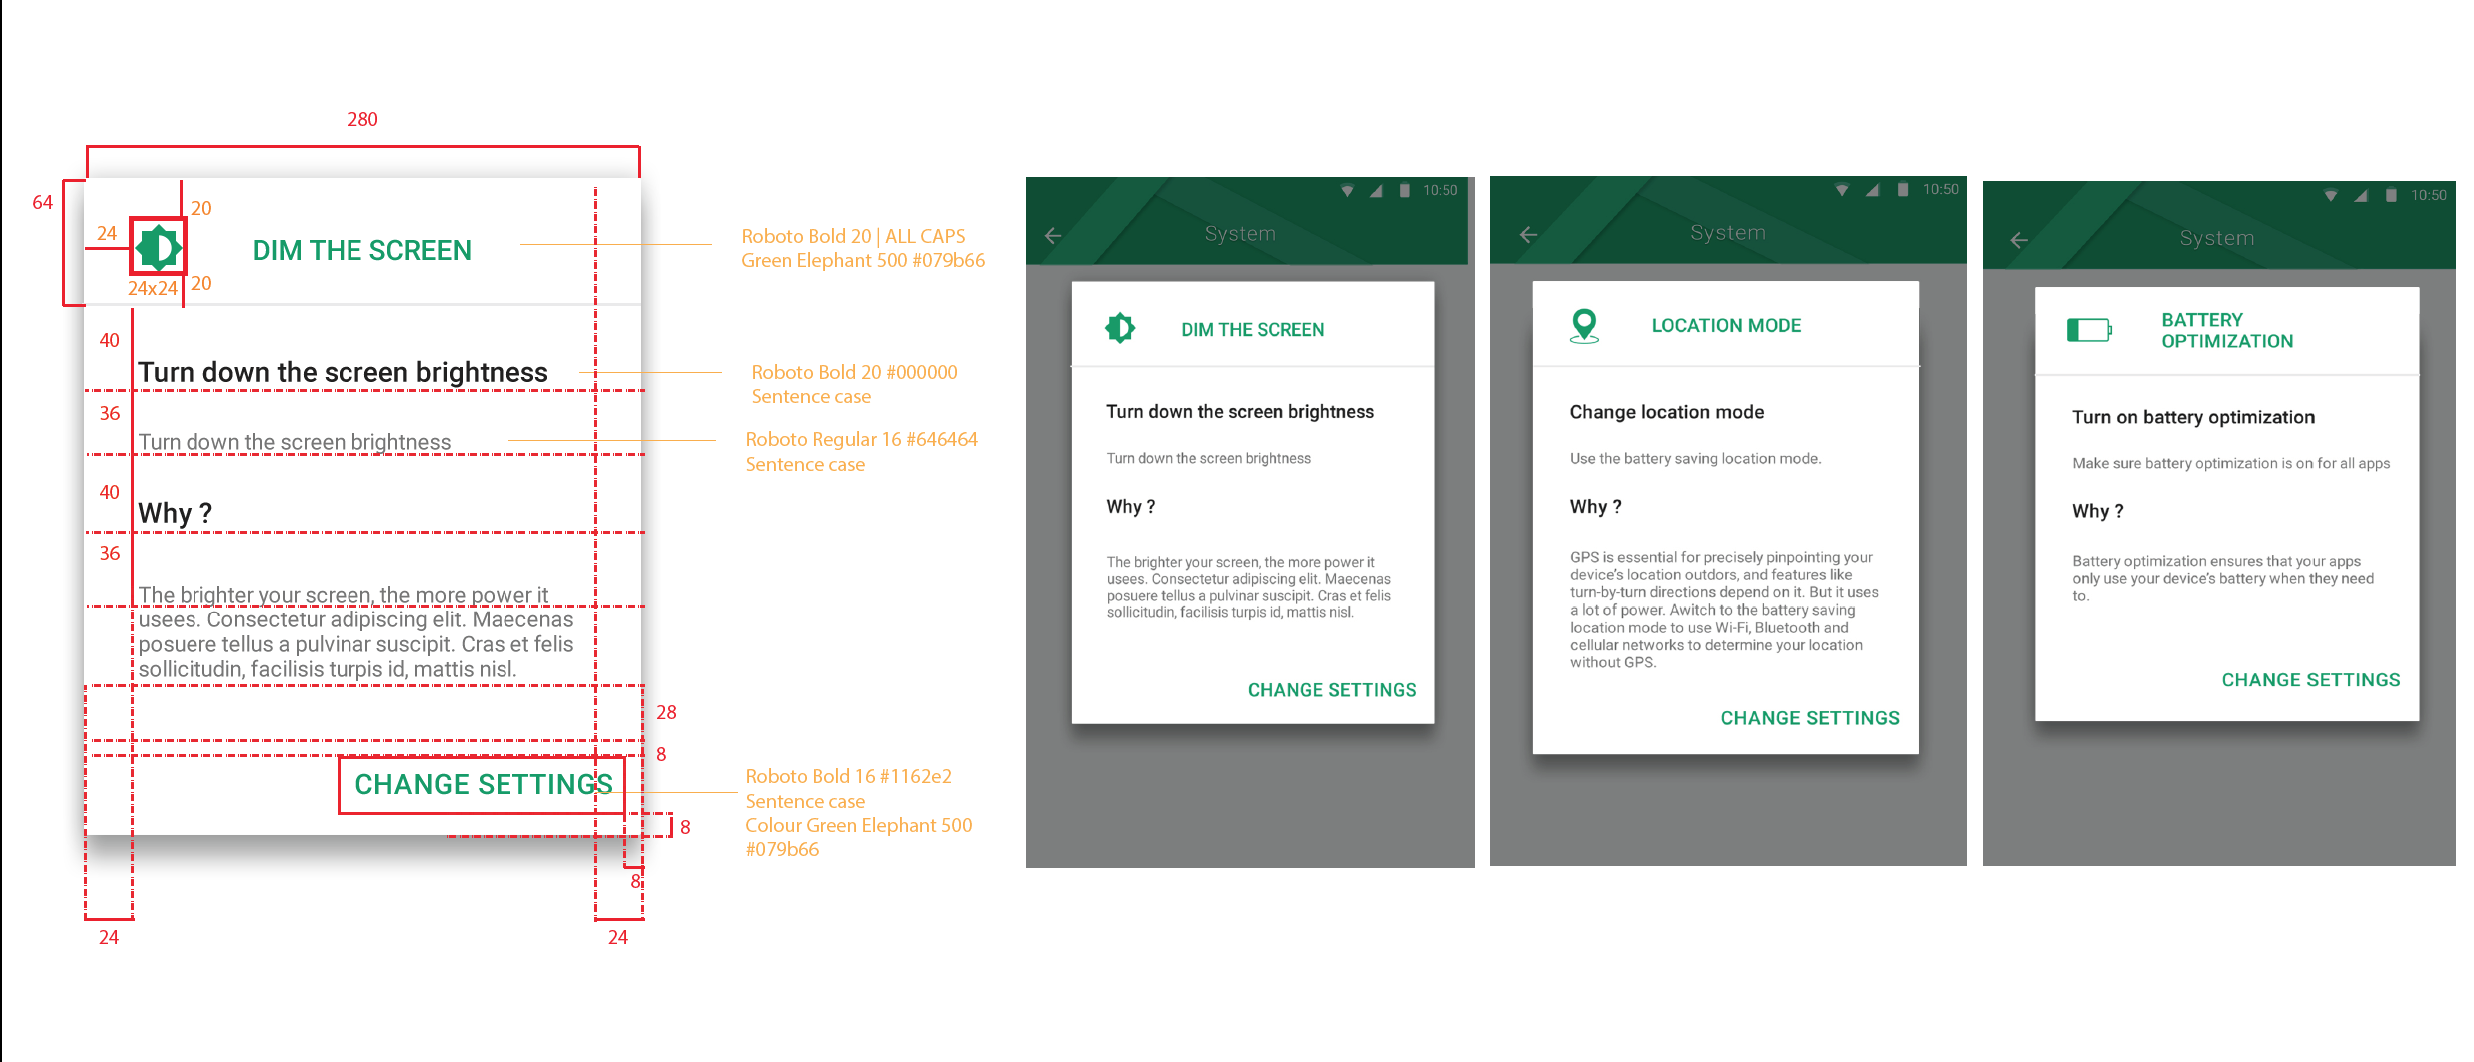 280
64
20
24
DIM THE SCREEN
20
24x24
40
Turn down the screen brightness
36
Turn down the screen brightness
40
Why ?
36
The brighter your screen, the more power it
usees. Consectetur adipiscing elit. Maecenas
posuere tellus a pulvinar suscipit. Cras et felis
sollicitudin, facilisis turpis id, mattis nisl.
28
8
CHANGE SETTINGS
8
8
24
24
Roboto Bold 20 | ALL CAPS
Green Elephant 500 #079b66
Roboto Bold 20 #000000
Sentence case
Roboto Regular 16 #646464
Sentence case
Roboto Bold 16 #1162e2
Sentence case
Colour Green Elephant 500
#079b66
10:50
System
DIM THE SCREEN
Turn down the screen brightness
Turn down the screen brightness
Why ?
The brighter your screen, the more power it
usees. Consectetur adipiscing elit. Maecenas
posuere tellus a pulvinar suscipit. Cras et felis
sollicitudin, facilisis turpis id, mattis nisl.
CHANGE SETTINGS
10:50
System
LOCATION MODE
Change location mode
Use the battery saving location mode.
Why ?
GPS is essential for precisely pinpointing your
device's location outdors, and features like
turn-by-turn directions depend on it. But it uses
a lot of power. Awitch to the battery saving
location mode to use Wi-Fi, Bluetooth and
cellular networks to determine your location
without GPS.
CHANGE SETTINGS
10:50
System
BATTERY
OPTIMIZATION
Turn on battery optimization
Make sure battery optimization is on for all apps
Why ?
Battery optimization ensures that your apps
only use your device's battery when they need
to.
CHANGE SETTINGS